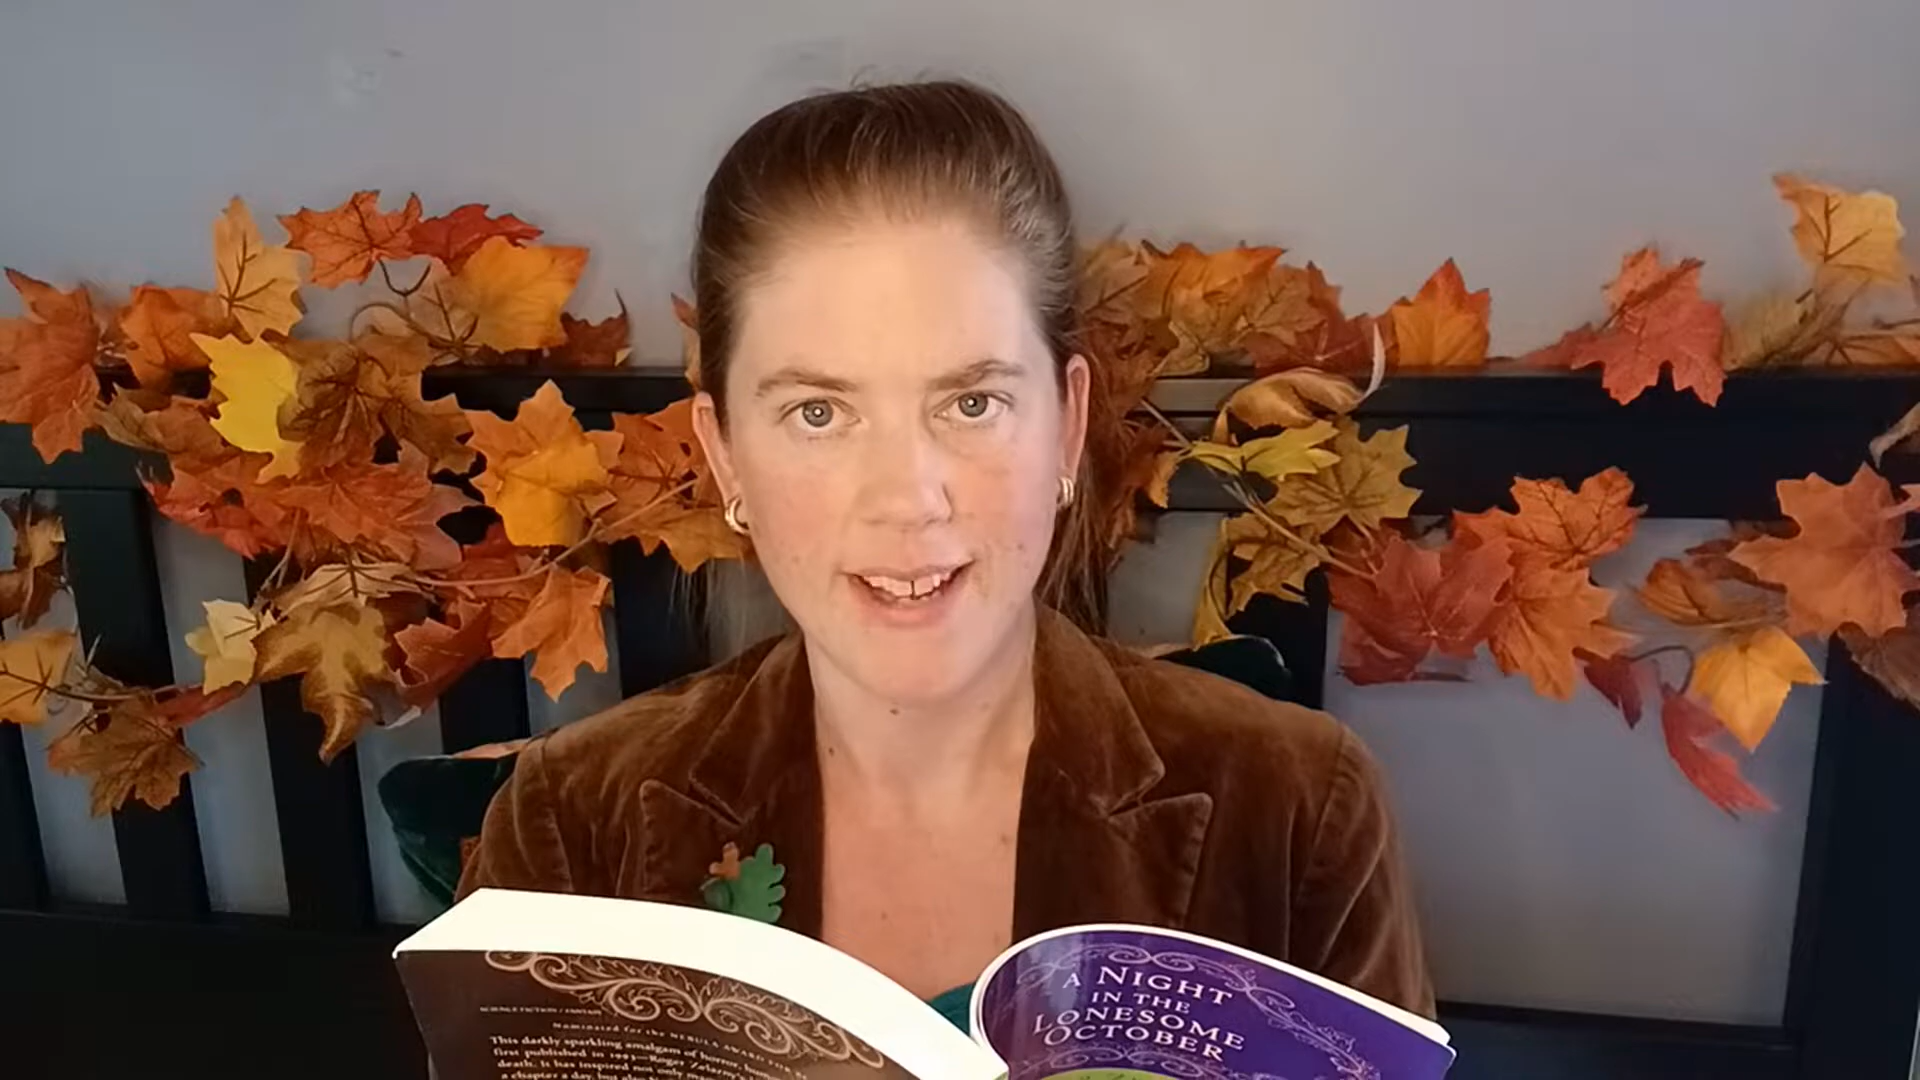 SCIENCE FICTION / FANTASY
Nominated for the NEBULA AWARD FOR
This darkly sparkling amalgam of horror, humor
first published in 1993—Roger Zelazny's
death. It has inspired not only
a chapter a day, but also
A NIGHT
IN THE
LONESOME
OCTOBER